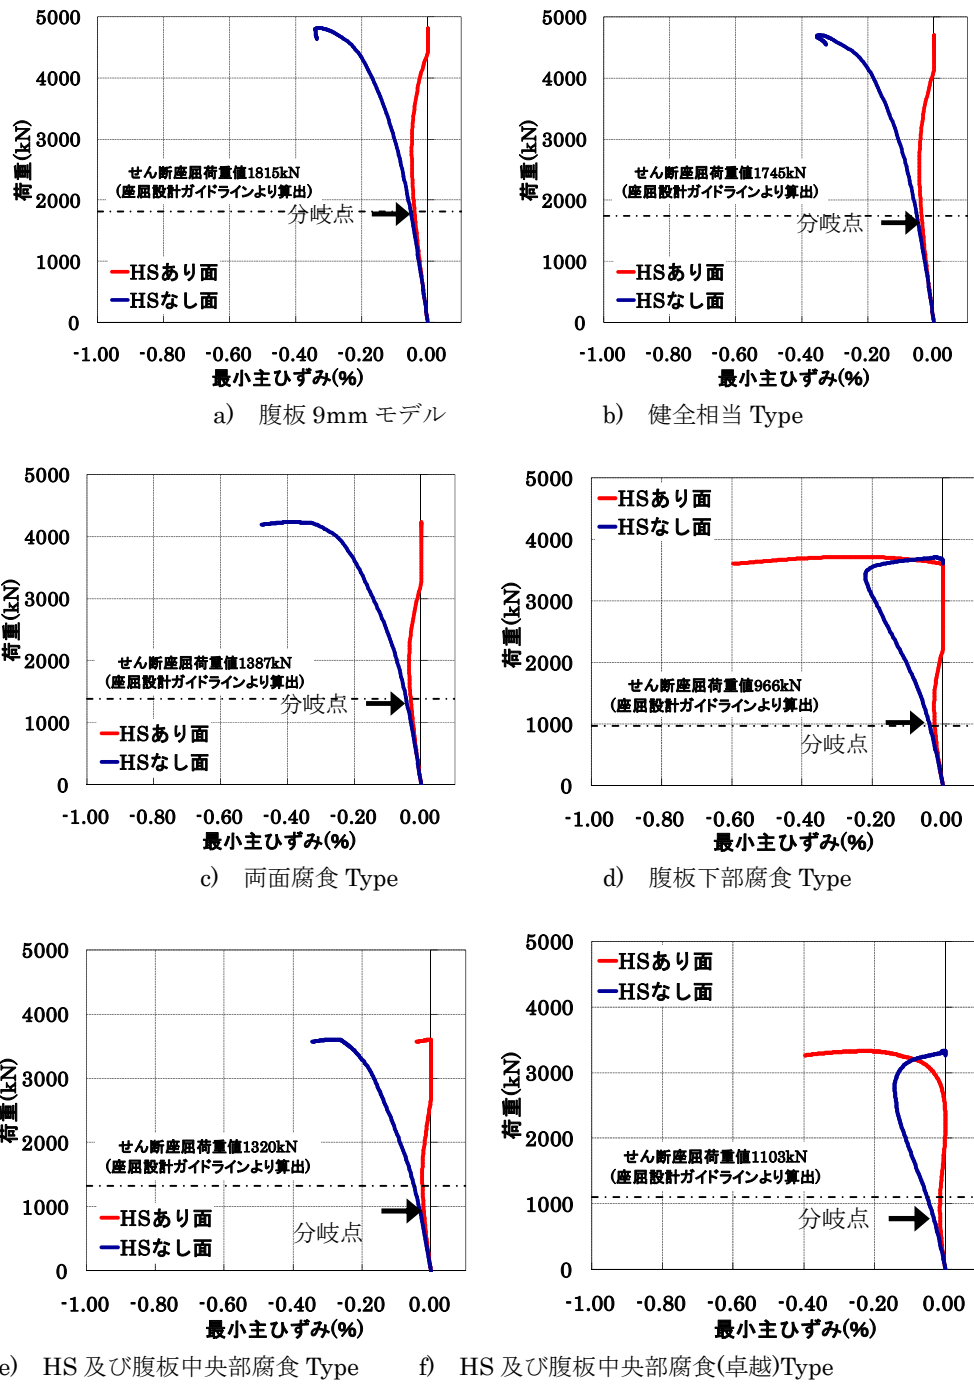 5000
4000
3000
2000
1000
0
荷重(kN)
せん断座屈荷重値1815kN
(座屈設計ガイドラインより算出)
分岐点
HSあり面
HSなし面
-1.00 -0.80 -0.60 -0.40 -0.20 0.00
最小主ひずみ(%)
a) 腹板 9mm モデル
5000
4000
3000
2000
1000
0
荷重(kN)
せん断座屈荷重値1745kN
(座屈設計ガイドラインより算出)
分岐点
HSあり面
HSなし面
-1.00 -0.80 -0.60 -0.40 -0.20 0.00
最小主ひずみ(%)
b) 健全相当 Type
5000
4000
3000
2000
1000
0
荷重(kN)
せん断座屈荷重値1387kN
(座屈設計ガイドラインより算出)
分岐点
HSあり面
HSなし面
-1.00 -0.80 -0.60 -0.40 -0.20 0.00
最小主ひずみ(%)
c) 両面腐食 Type
5000
4000
3000
2000
1000
0
荷重(kN)
HSあり面
HSなし面
せん断座屈荷重値966kN
(座屈設計ガイドラインより算出)
分岐点
-1.00 -0.80 -0.60 -0.40 -0.20 0.00
最小主ひずみ(%)
d) 腹板下部腐食 Type
5000
4000
3000
2000
1000
0
荷重(kN)
せん断座屈荷重値1320kN
(座屈設計ガイドラインより算出)
HSあり面
HSなし面
分岐点
-1.00 -0.80 -0.60 -0.40 -0.20 0.00
最小主ひずみ(%)
e) HS 及び腹板中央部腐食 Type
5000
4000
3000
2000
1000
0
荷重(kN)
HSあり面
HSなし面
せん断座屈荷重値1103kN
(座屈設計ガイドラインより算出)
分岐点
-1.00 -0.80 -0.60 -0.40 -0.20 0.00
最小主ひずみ(%)
f) HS 及び腹板中央部腐食(卓越)Type